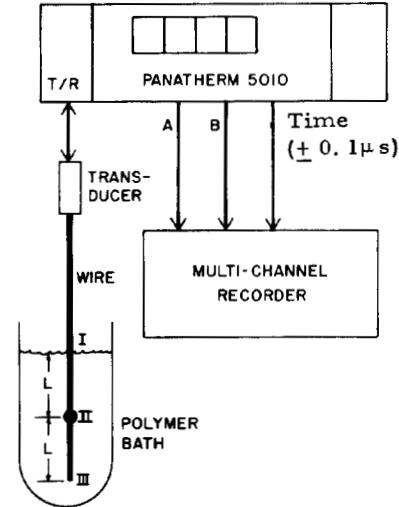 T/R
PANATHERM 5010
A
B
Time
(± 0. 1μs)
TRANS-
DUCER
MULTI-CHANNEL
RECORDER
WIRE
I
L
II
POLYMER
BATH
L
III